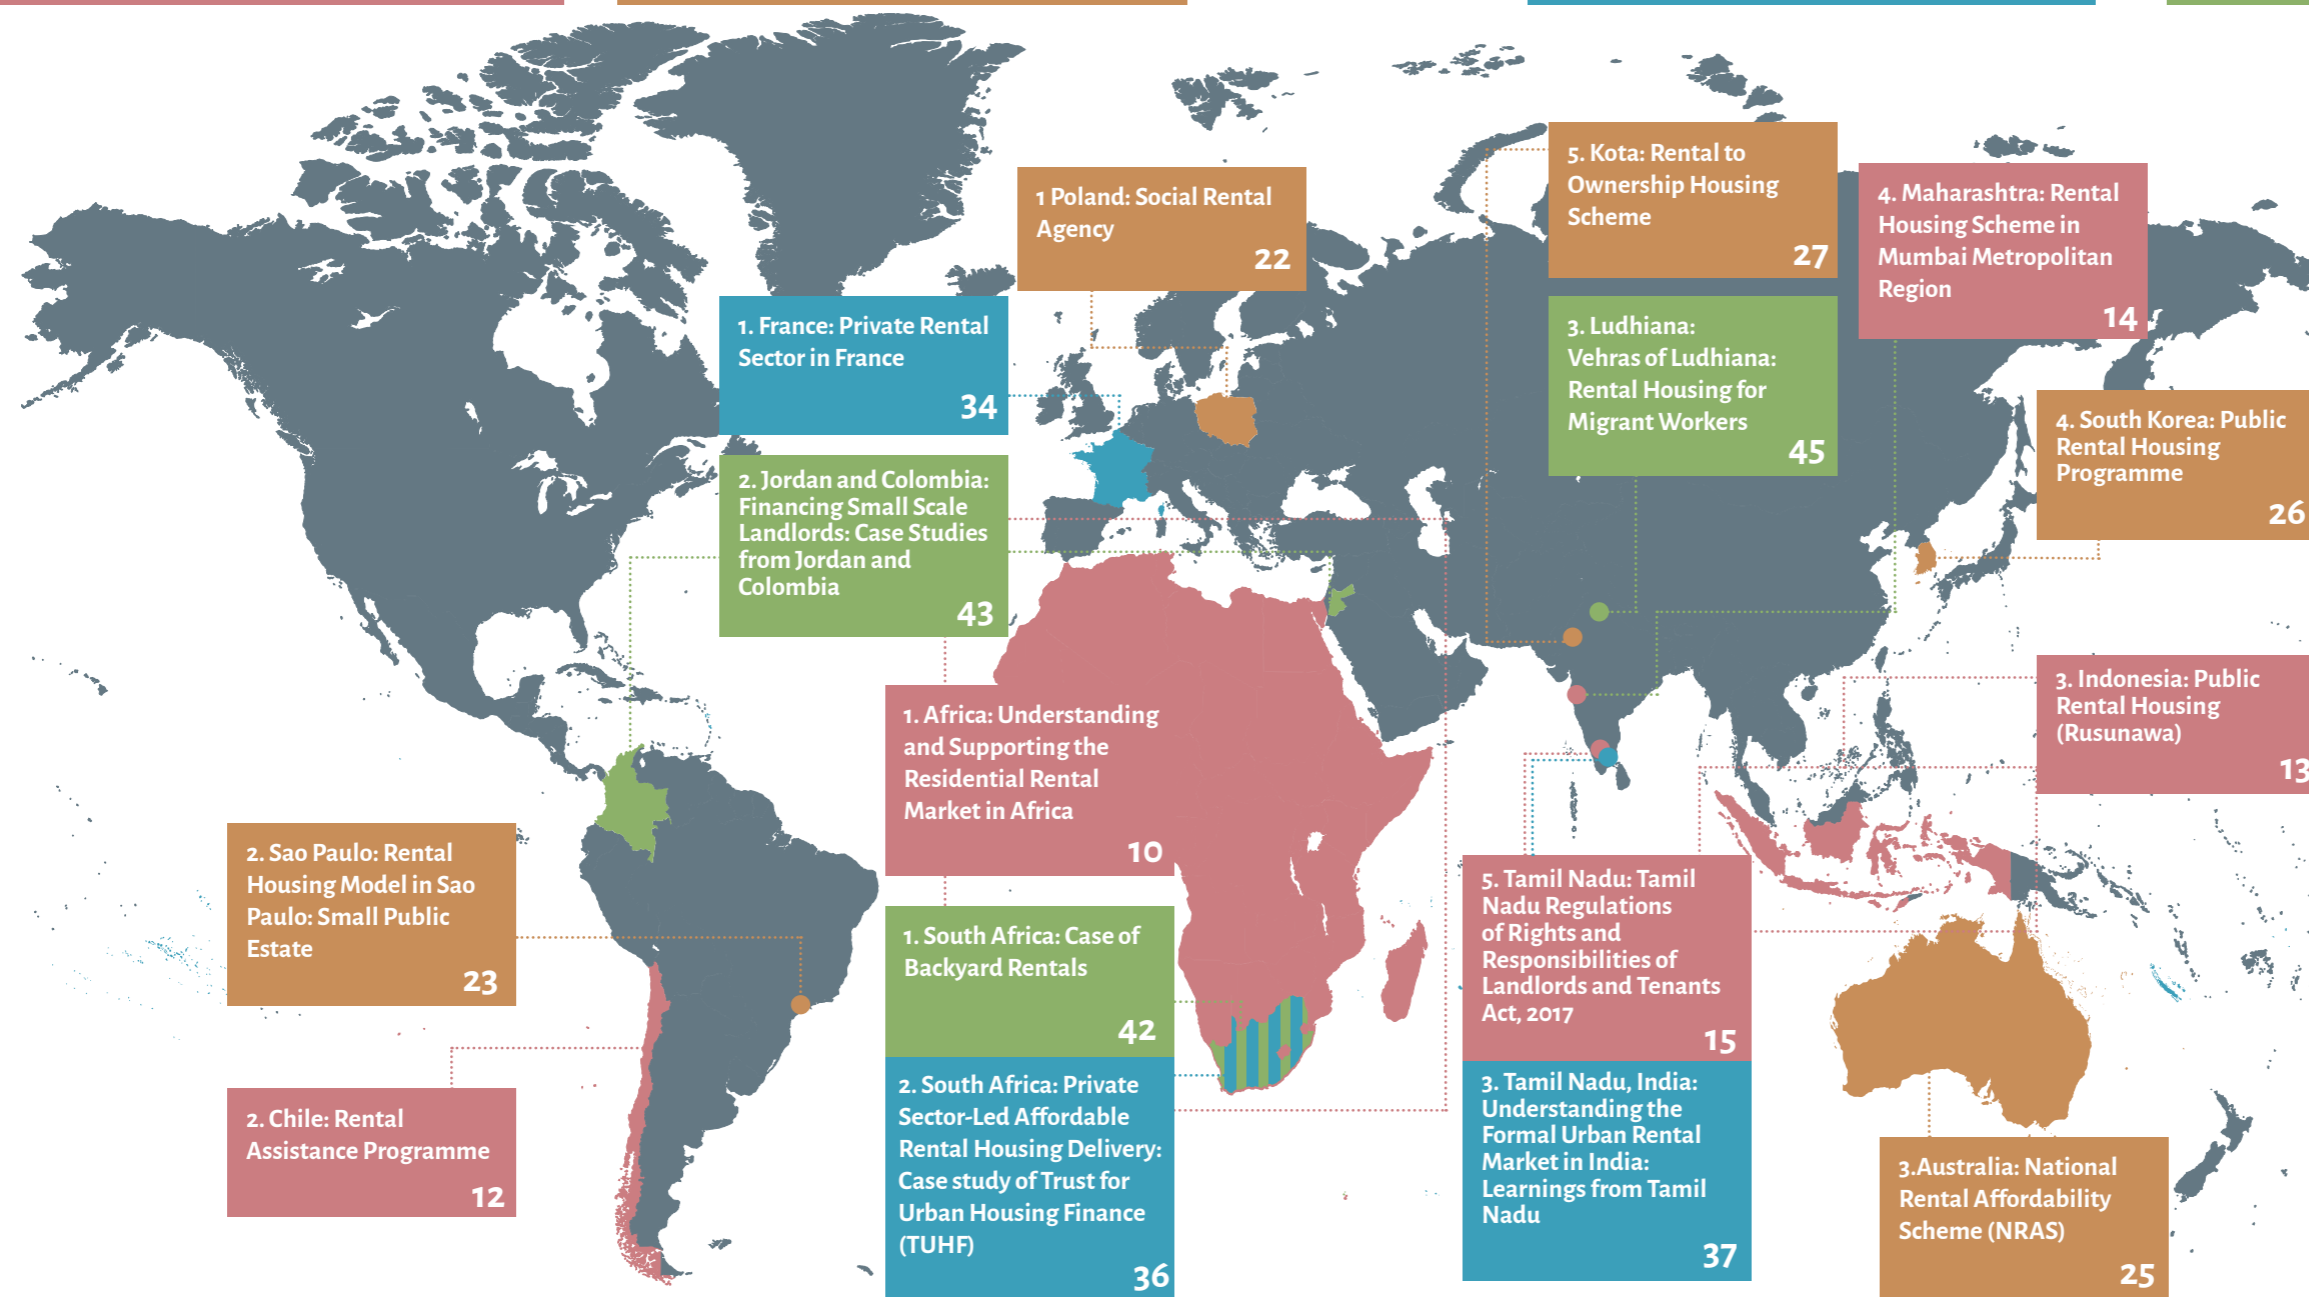 5. Kota: Rental to
Ownership Housing
Scheme
27
1 Poland: Social Rental
Agency
22
4. Maharashtra: Rental
Housing Scheme in
Mumbai Metropolitan
Region
14
1. France: Private Rental
Sector in France
34
3. Ludhiana:
Vehras of Ludhiana:
Rental Housing for
Migrant Workers
45
4. South Korea: Public
Rental Housing
Programme
26
2. Jordan and Colombia:
Financing Small Scale
Landlords: Case Studies
from Jordan and
Colombia
43
3. Indonesia: Public
Rental Housing
(Rusunawa)
13
1. Africa: Understanding
and Supporting the
Residential Rental
Market in Africa
10
2. Sao Paulo: Rental
Housing Model in Sao
Paulo: Small Public
Estate
23
5. Tamil Nadu: Tamil
Nadu Regulations
of Rights and
Responsibilities of
Landlords and Tenants
Act, 2017
15
1. South Africa: Case of
Backyard Rentals
42
2. South Africa: Private
Sector-Led Affordable
Rental Housing Delivery:
Case study of Trust for
Urban Housing Finance
(TUHF)
36
3. Tamil Nadu, India:
Understanding the
Formal Urban Rental
Market in India:
Learnings from Tamil
Nadu
37
2. Chile: Rental
Assistance Programme
12
3.Australia: National
Rental Affordability
Scheme (NRAS)
25